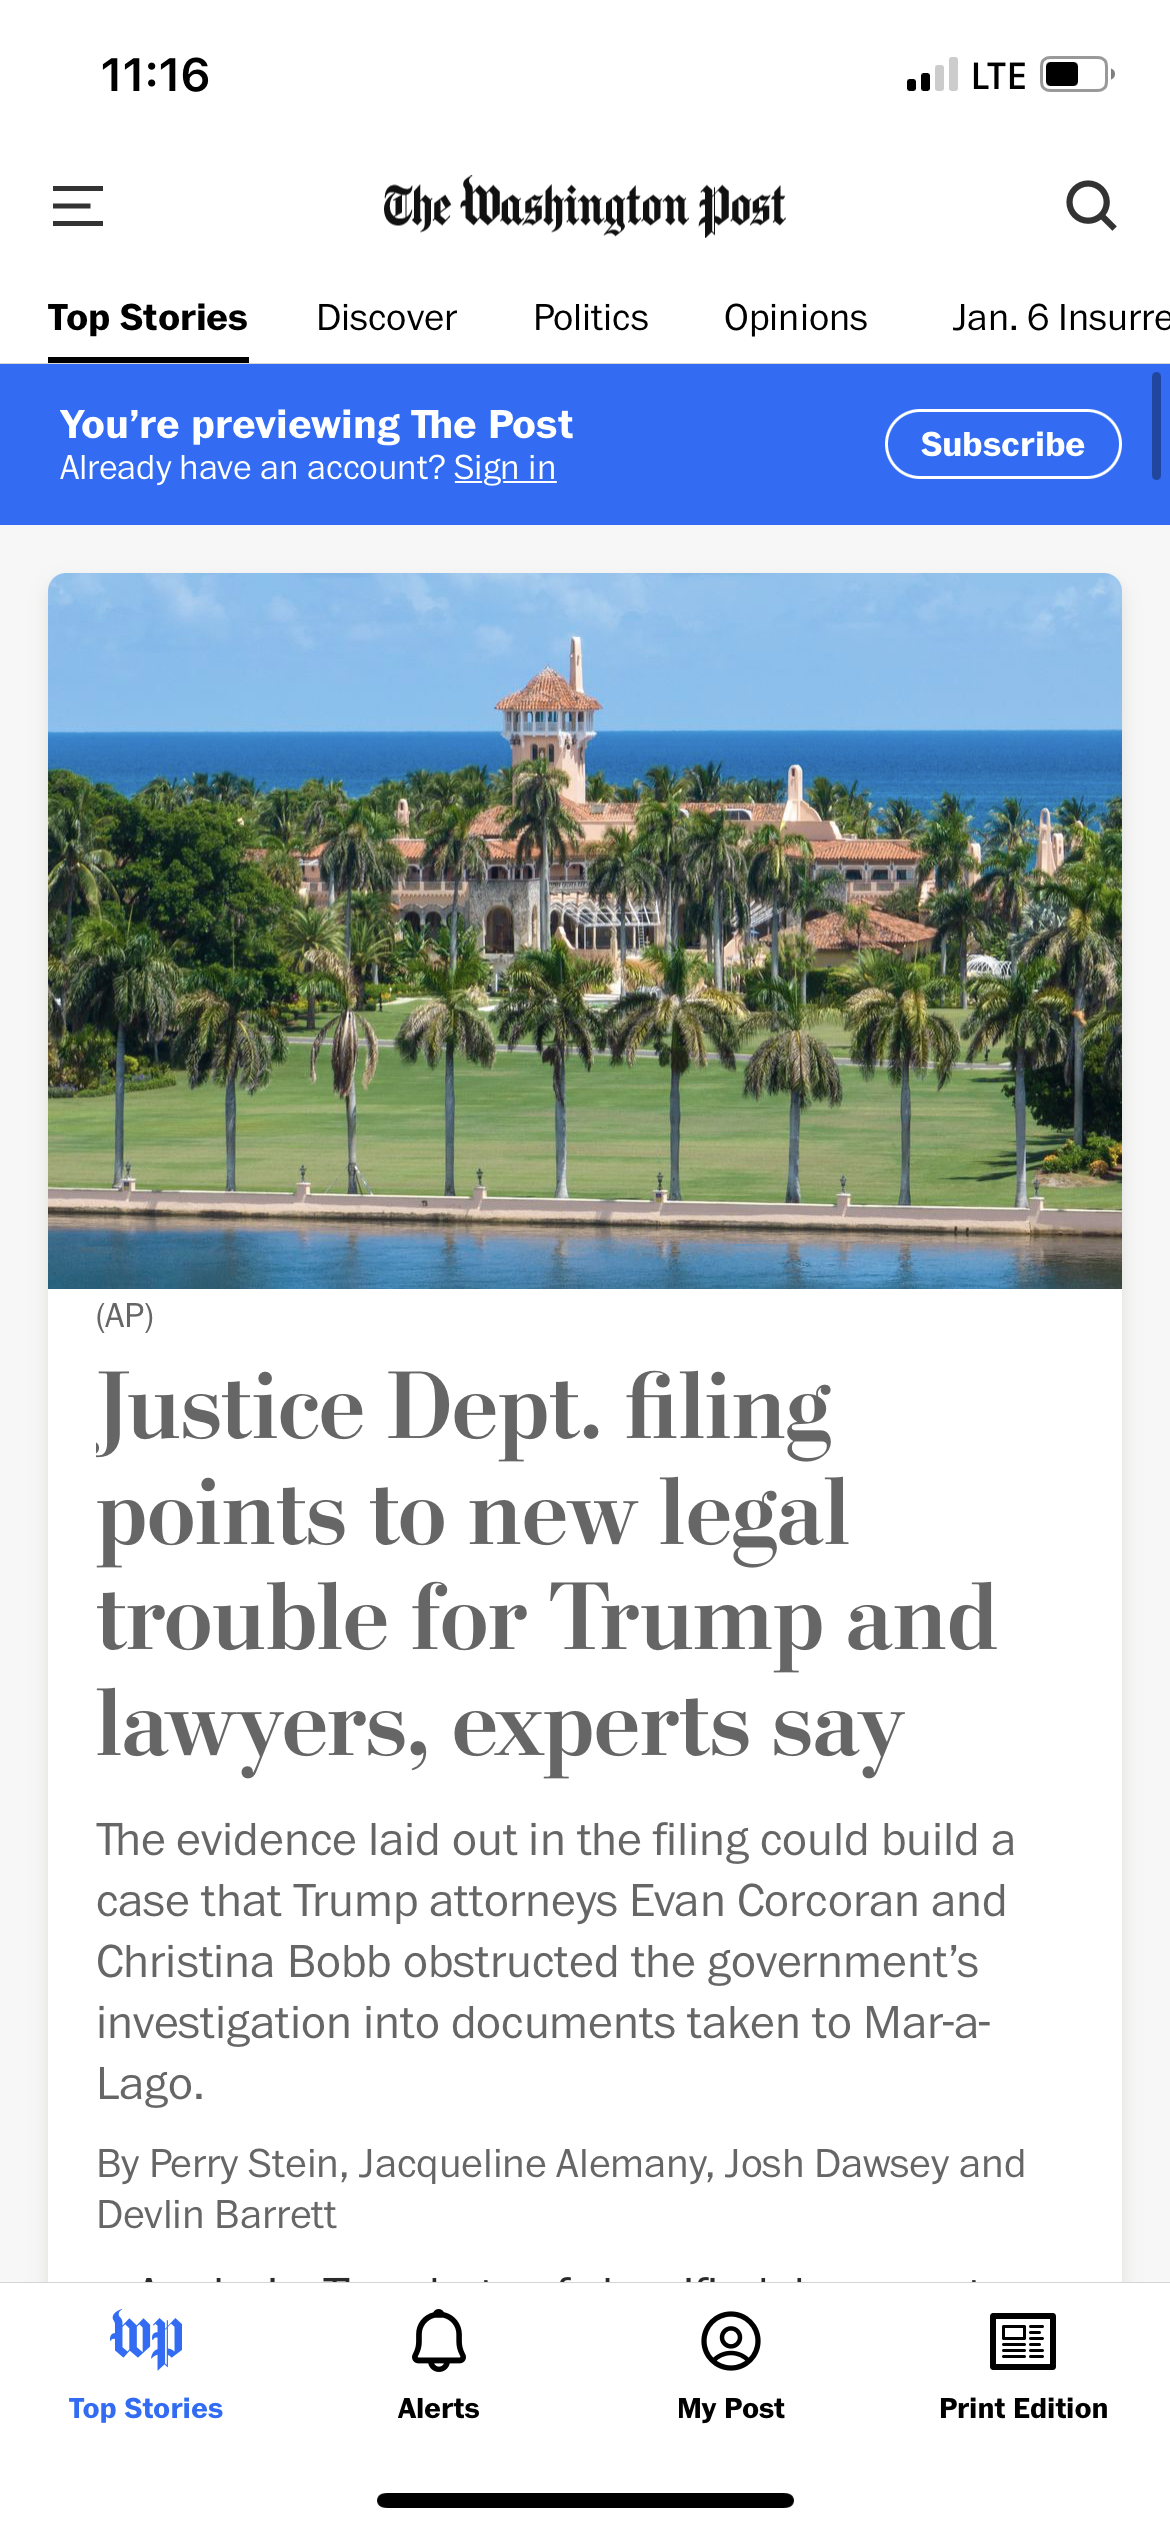 11:16
LTE
The Washington Post
Top Stories Discover Politics Opinions Jan. 6 Insurre
You’re previewing The Post
Already have an account? Sign in
Subscribe
(AP)
Justice Dept. filing
points to new legal
trouble for Trump and
lawyers, experts say
The evidence laid out in the filing could build a
case that Trump attorneys Evan Corcoran and
Christina Bobb obstructed the government’s
investigation into documents taken to Mar-a-
Lago.
By Perry Stein, Jacqueline Alemany, Josh Dawsey and
Devlin Barrett
wp
Top Stories Alerts My Post Print Edition